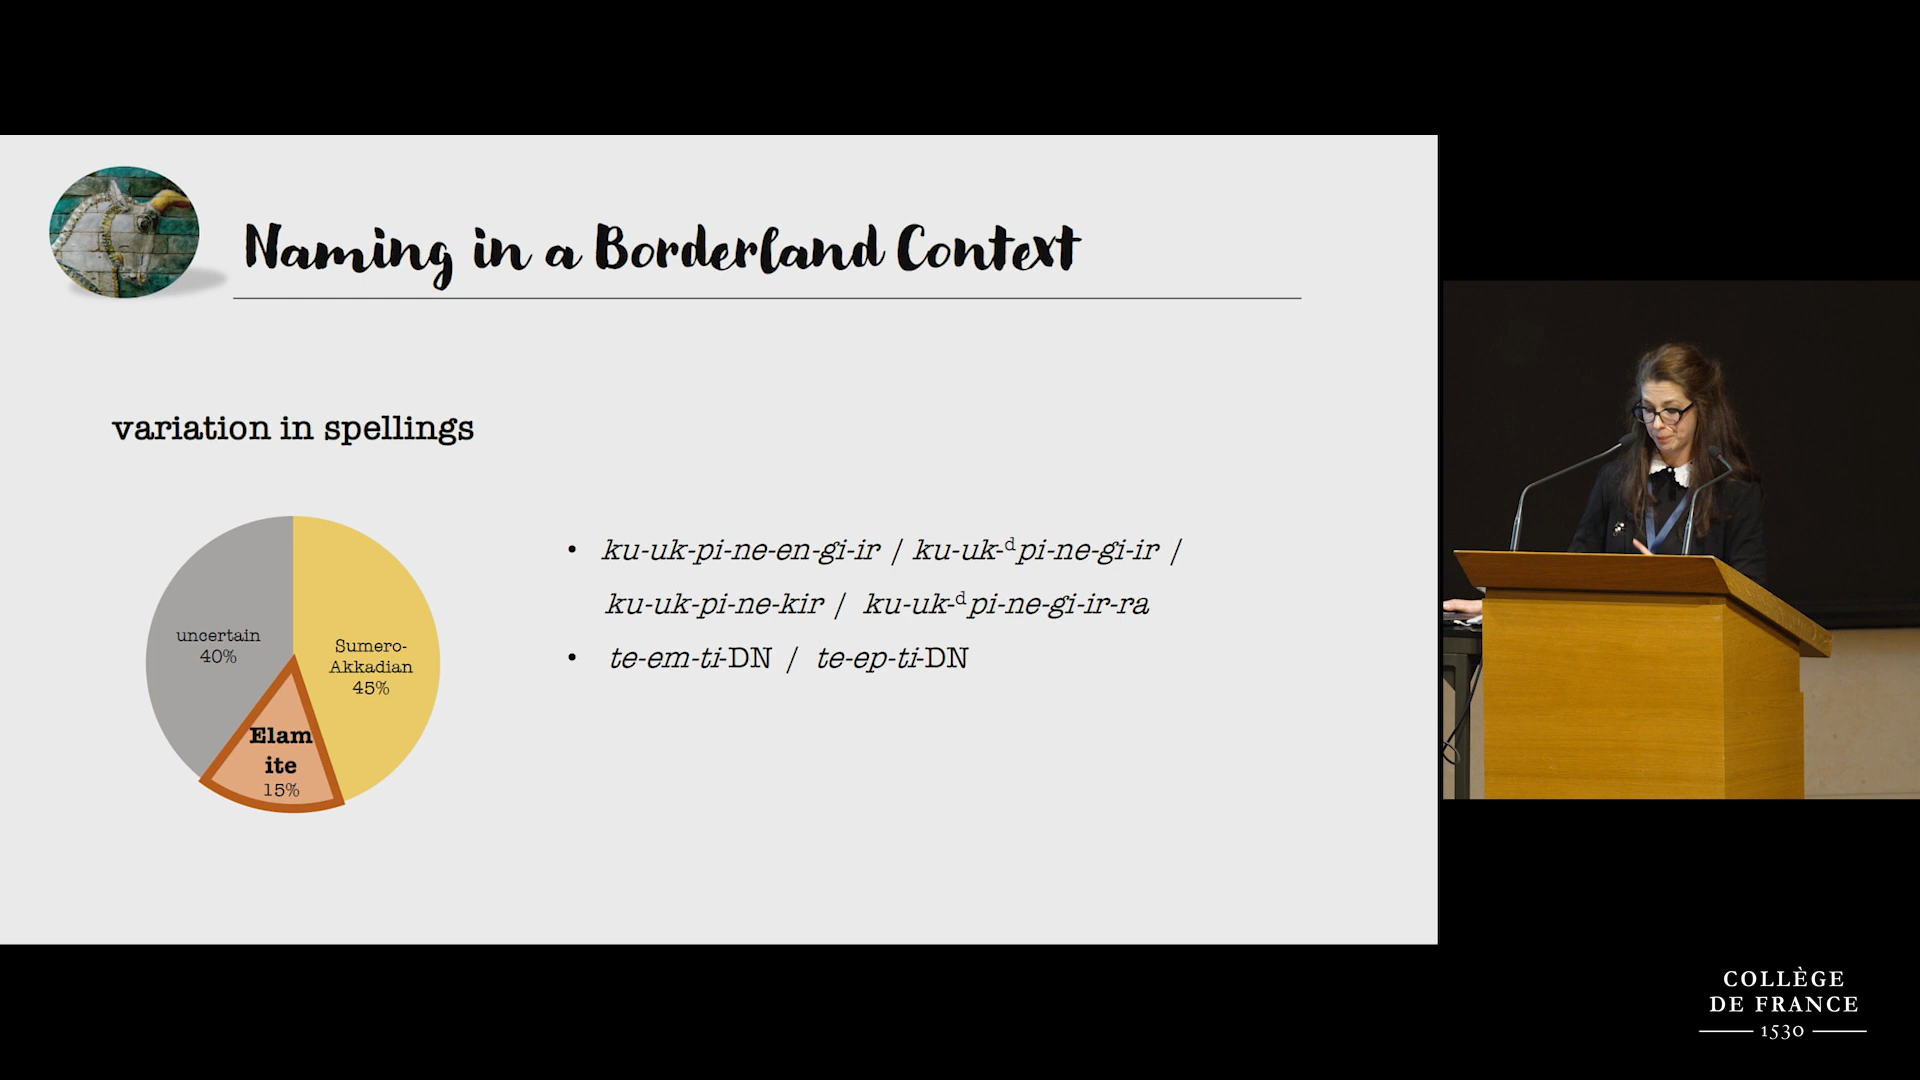 Naming in a Borderland Context
variation in spellings
uncertain
40%
Sumero-
Akkadian
45%
Elam
ite
15%
• ku-uk-pi-ne-en-gi-ir / ku-uk-ᵈpi-ne-gi-ir /
ku-uk-pi-ne-kir / ku-uk-ᵈpi-ne-gi-ir-ra
• te-em-ti-DN / te-ep-ti-DN
COLLÈGE
DE FRANCE
1530